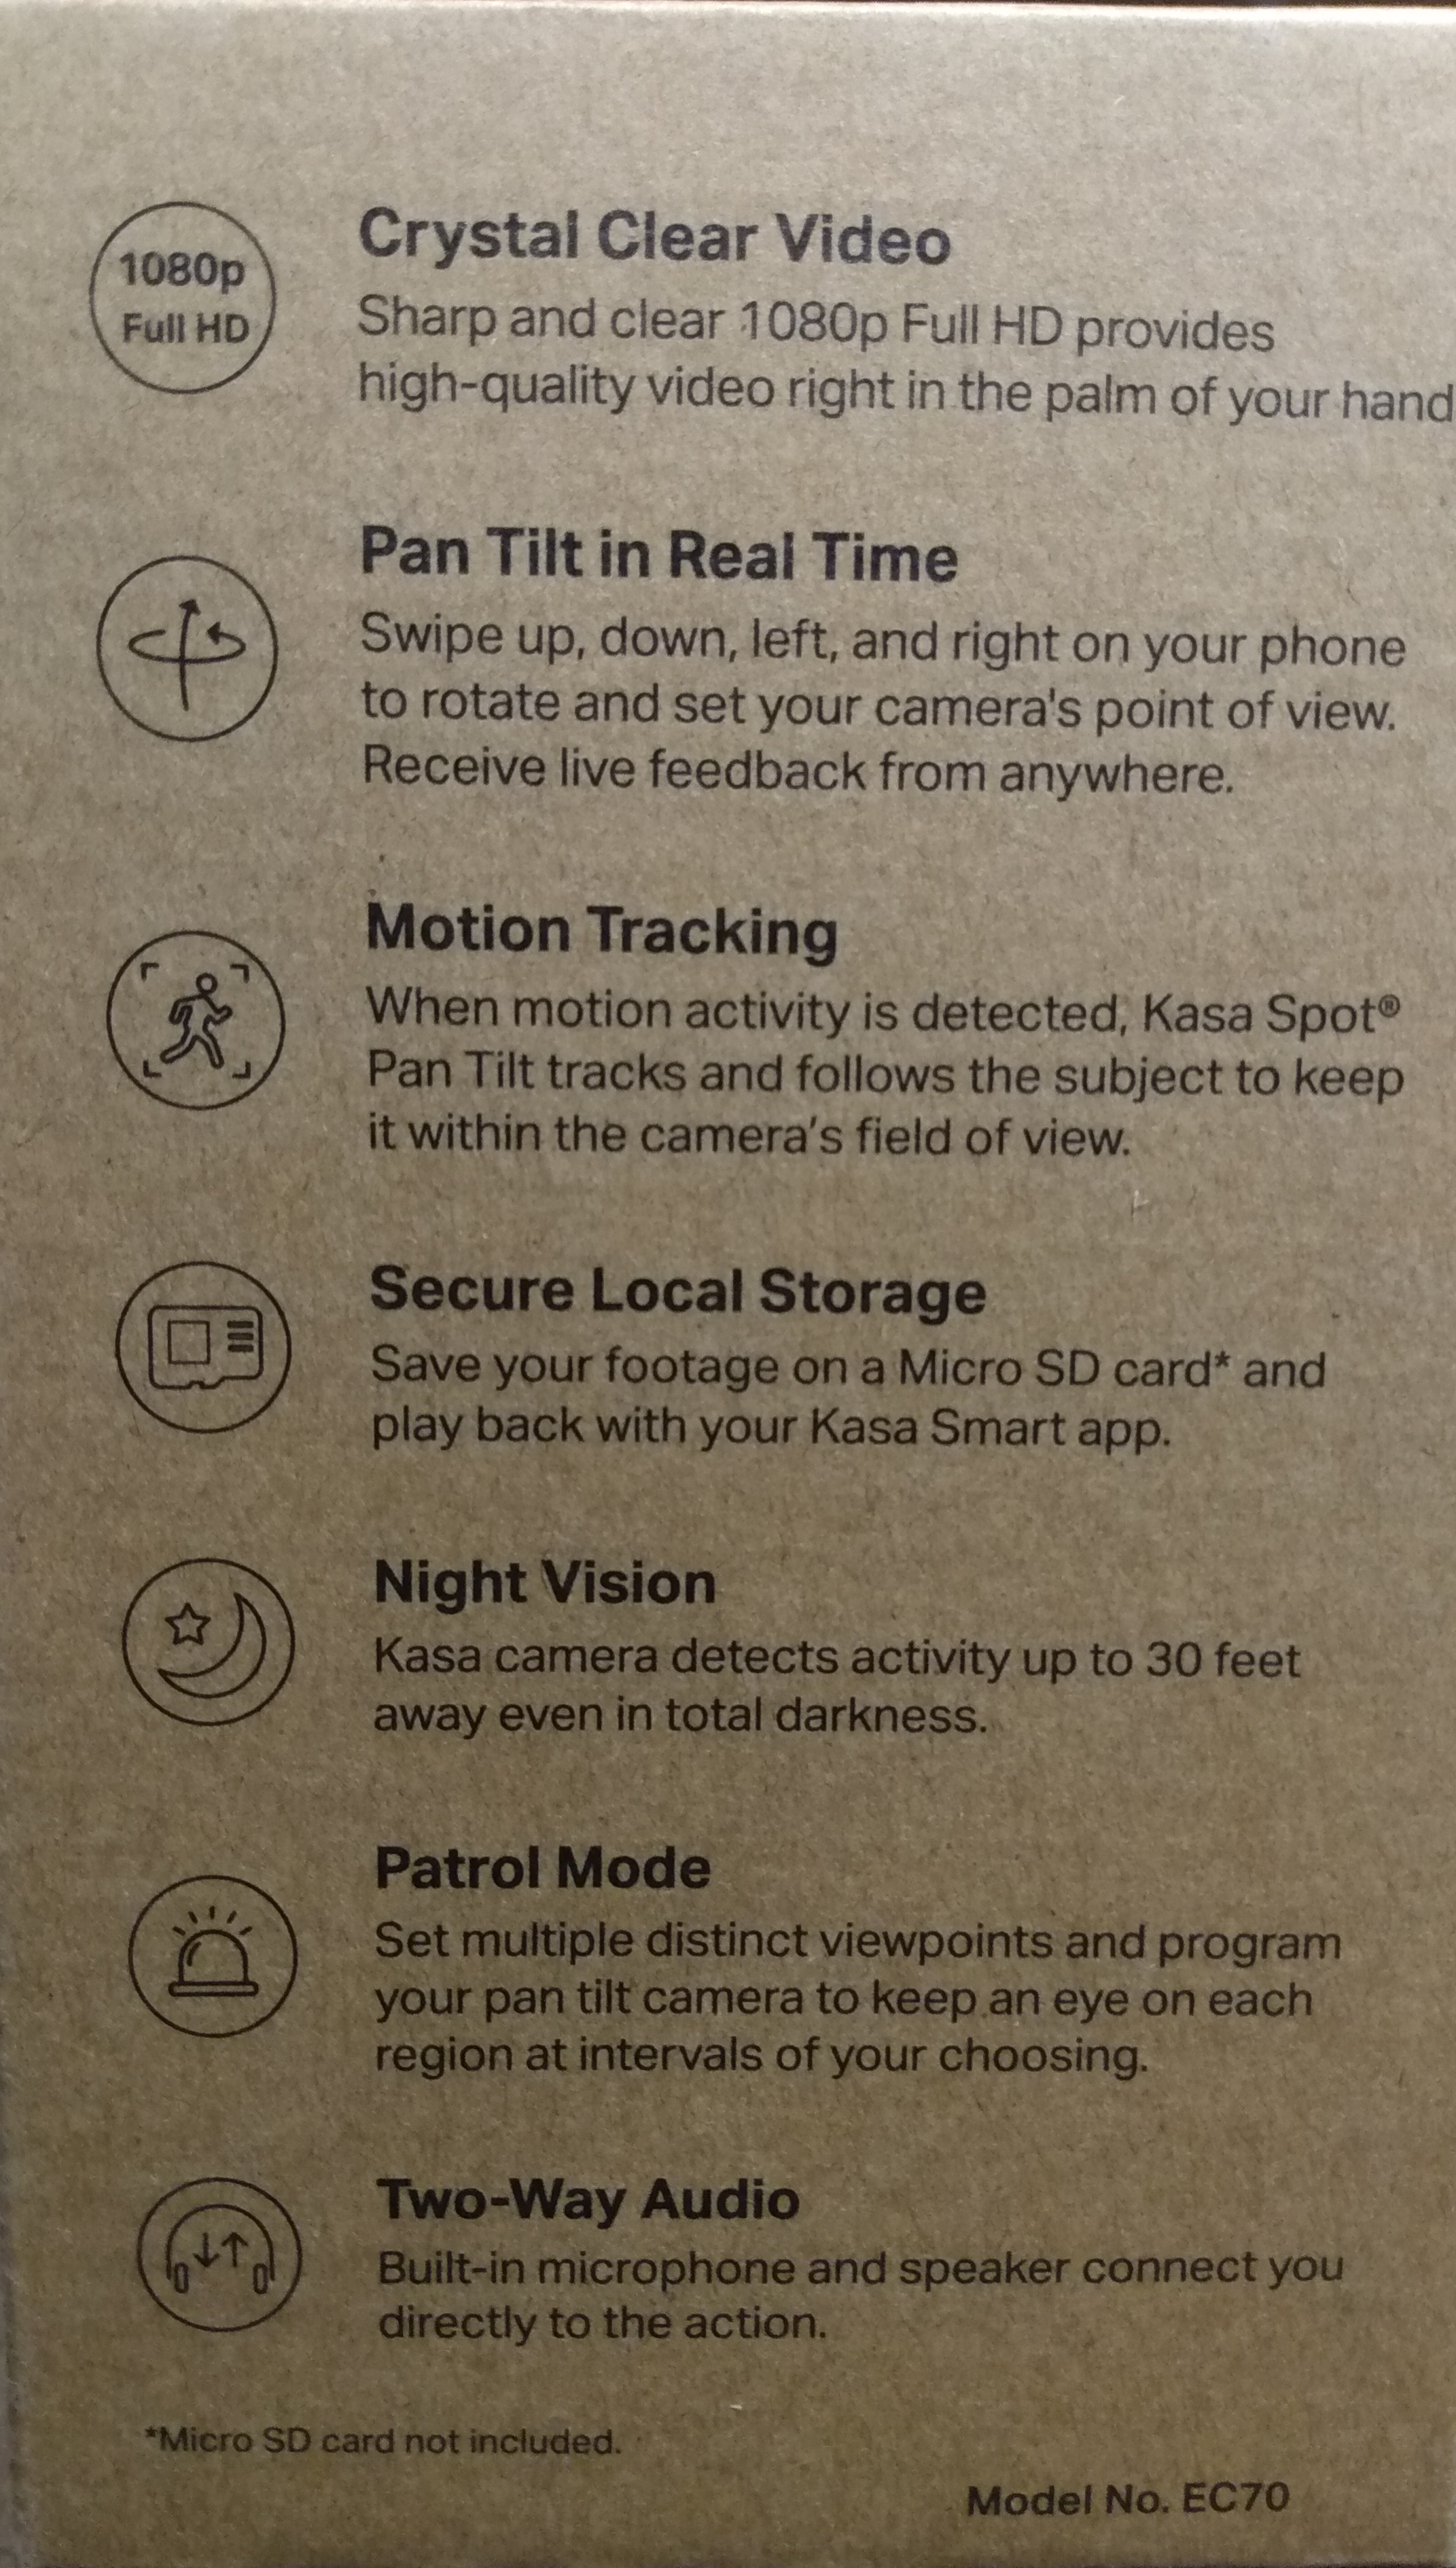 1080p
Full HD
Crystal Clear Video
Sharp and clear 1080p Full HD provides
high-quality video right in the palm of your hand
Pan Tilt in Real Time
Swipe up, down, left, and right on your phone
to rotate and set your camera's point of view.
Receive live feedback from anywhere.
Motion Tracking
When motion activity is detected, Kasa Spot®
Pan Tilt tracks and follows the subject to keep
it within the camera’s field of view.
Secure Local Storage
Save your footage on a Micro SD card* and
play back with your Kasa Smart app.
Night Vision
Kasa camera detects activity up to 30 feet
away even in total darkness.
Patrol Mode
Set multiple distinct viewpoints and program
your pan tilt camera to keep an eye on each
region at intervals of your choosing.
Two-Way Audio
Built-in microphone and speaker connect you
directly to the action.
*Micro SD card not included.
Model No. EC70